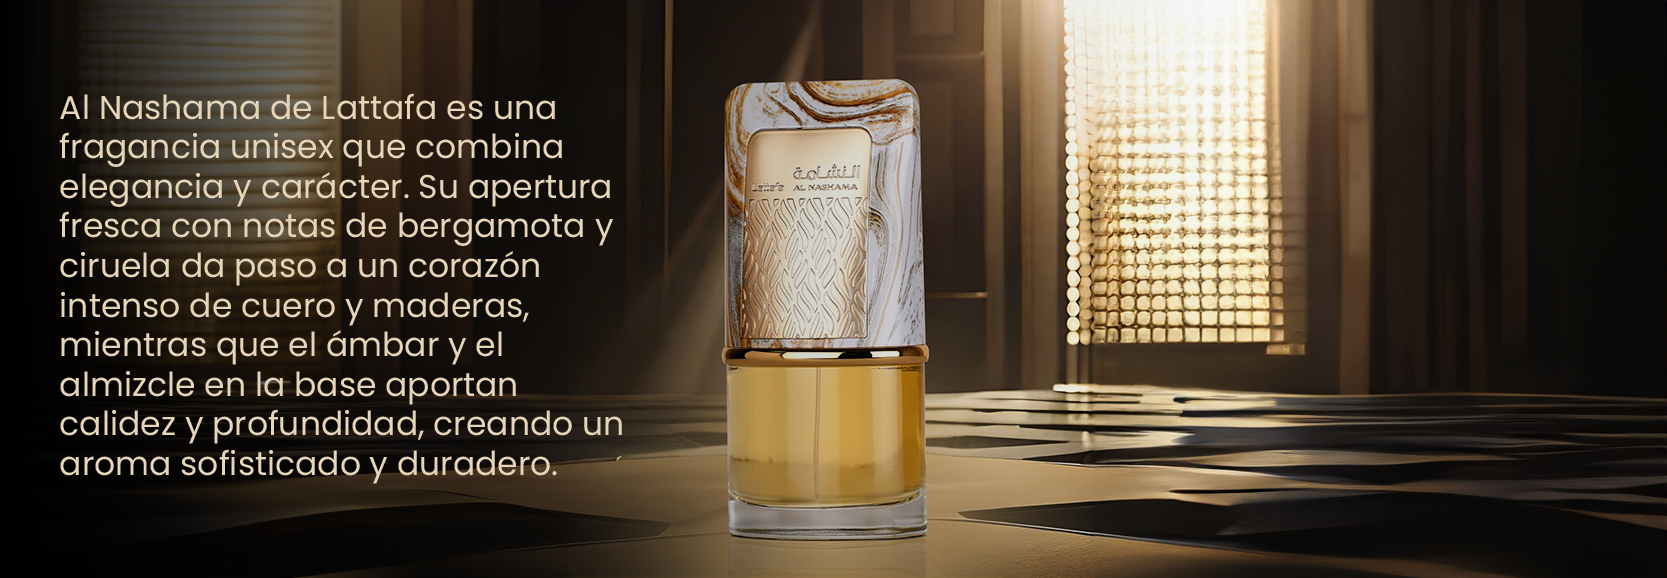 Al Nashama de Lattafa es una
fragancia unisex que combina
elegancia y carácter. Su apertura
fresca con notas de bergamota y
ciruela da paso a un corazón
intenso de cuero y maderas,
mientras que el ámbar y el
almizcle en la base aportan
calidez y profundidad, creando un
aroma sofisticado y duradero.
النشامة
Lattafa AL NASHAMA